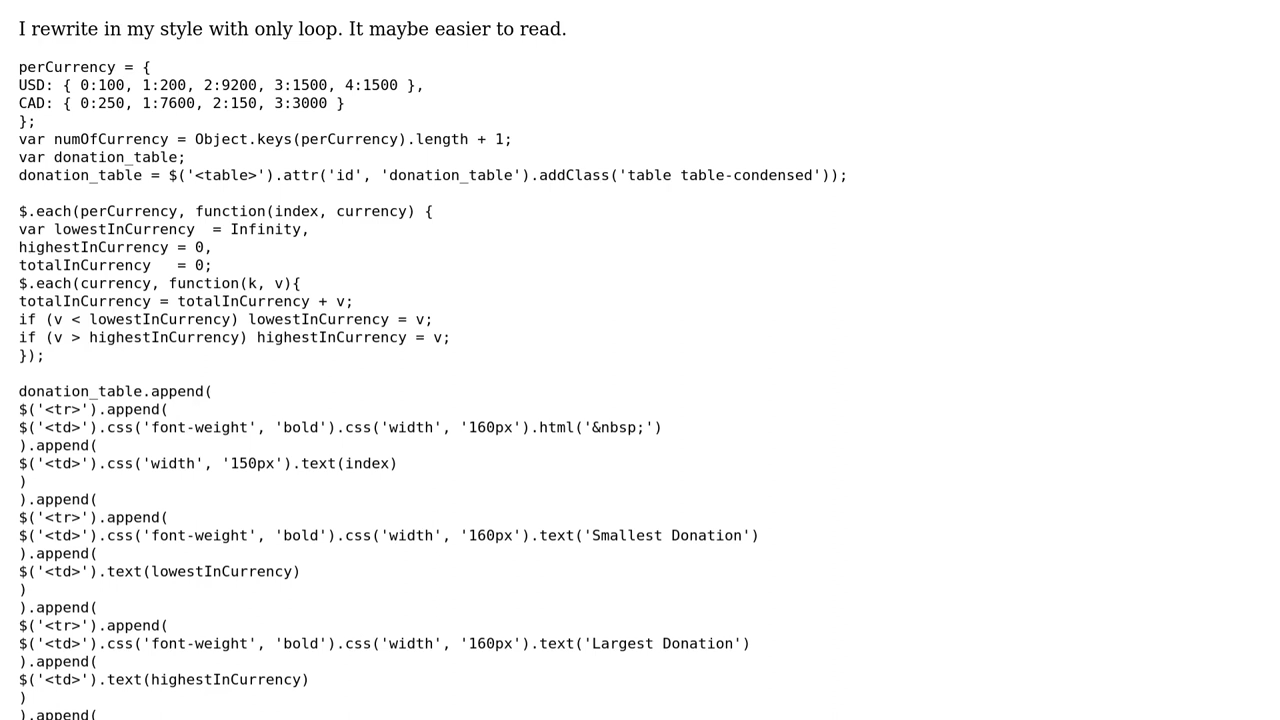 I rewrite in my style with only loop. It maybe easier to read.
perCurrency = {
USD: { 0:100, 1:200, 2:9200, 3:1500, 4:1500 },
CAD: { 0:250, 1:7600, 2:150, 3:3000 }
};
var numOfCurrency = Object.keys(perCurrency).length + 1;
var donation_table;
donation_table = $('<table>').attr('id', 'donation_table').addClass('table table-condensed'));

$.each(perCurrency, function(index, currency) {
var lowestInCurrency  = Infinity,
highestInCurrency = 0,
totalInCurrency   = 0;
$.each(currency, function(k, v){
totalInCurrency = totalInCurrency + v;
if (v < lowestInCurrency) lowestInCurrency = v;
if (v > highestInCurrency) highestInCurrency = v;
});

donation_table.append(
$('<tr>').append(
$('<td>').css('font-weight', 'bold').css('width', '160px').html('&nbsp;')
).append(
$('<td>').css('width', '150px').text(index)
)
).append(
$('<tr>').append(
$('<td>').css('font-weight', 'bold').css('width', '160px').text('Smallest Donation')
).append(
$('<td>').text(lowestInCurrency)
)
).append(
$('<tr>').append(
$('<td>').css('font-weight', 'bold').css('width', '160px').text('Largest Donation')
).append(
$('<td>').text(highestInCurrency)
)
).append(